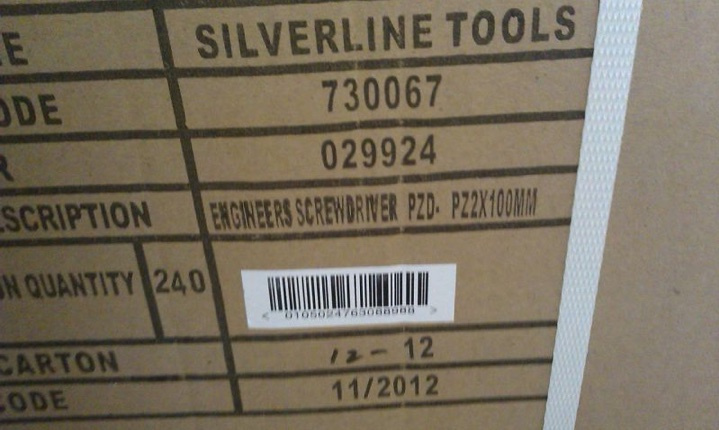 E SILVERLINE TOOLS
ODE 730067
R 029924
SCRIPTION ENGINEERS SCREWDRIVER PZD- PZ2X100MM
N QUANTITY 240
CARTON 12 - 12
CODE 11/2012